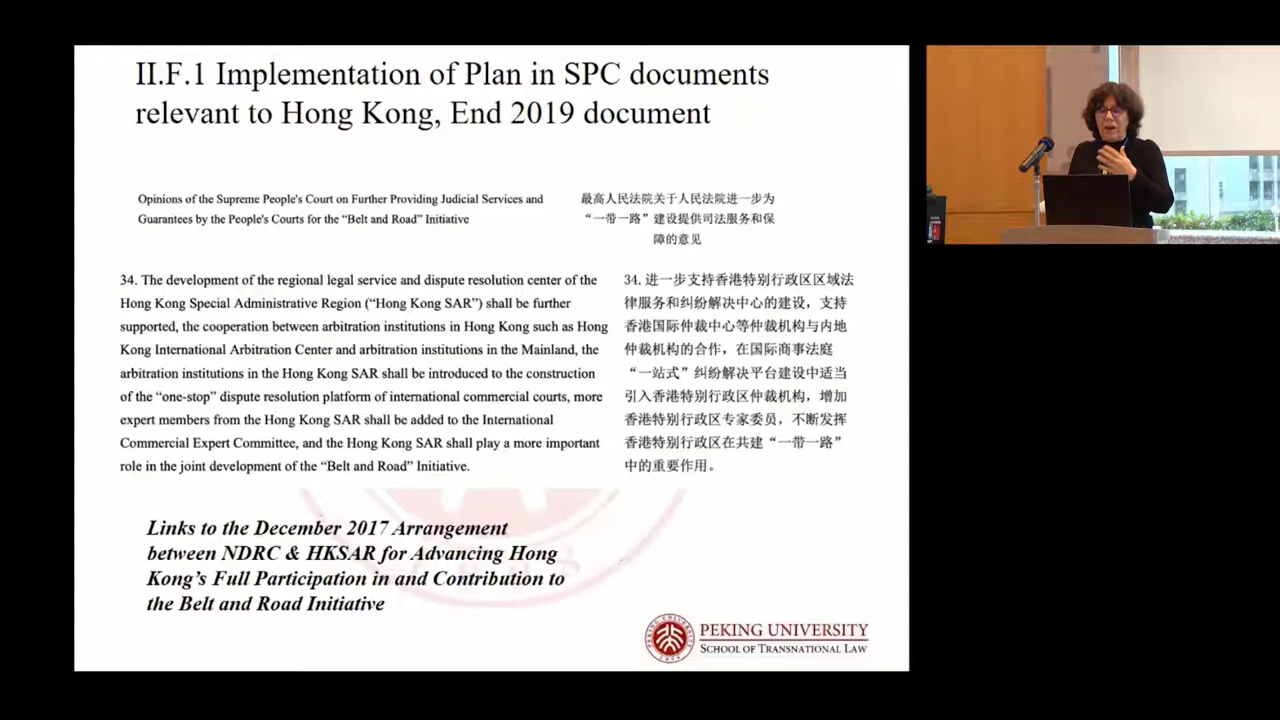 II.F.1 Implementation of Plan in SPC documents
relevant to Hong Kong, End 2019 document
Opinions of the Supreme People's Court on Further Providing Judicial Services and
Guarantees by the People's Courts for the “Belt and Road” Initiative
最高人民法院关于人民法院进一步为
“一带一路”建设提供司法服务和保
障的意见
34. The development of the regional legal service and dispute resolution center of the
Hong Kong Special Administrative Region (“Hong Kong SAR”) shall be further
supported, the cooperation between arbitration institutions in Hong Kong such as Hong
Kong International Arbitration Center and arbitration institutions in the Mainland, the
arbitration institutions in the Hong Kong SAR shall be introduced to the construction
of the “one-stop” dispute resolution platform of international commercial courts, more
expert members from the Hong Kong SAR shall be added to the International
Commercial Expert Committee, and the Hong Kong SAR shall play a more important
role in the joint development of the “Belt and Road” Initiative.
34. 进一步支持香港特别行政区区域法
律服务和纠纷解决中心的建设，支持
香港国际仲裁中心等仲裁机构与内地
仲裁机构的合作，在国际商事法庭
“一站式”纠纷解决平台建设中适当
引入香港特别行政区仲裁机构，增加
香港特别行政区专家委员，不断发挥
香港特别行政区在共建“一带一路”
中的重要作用。
Links to the December 2017 Arrangement
between NDRC & HKSAR for Advancing Hong
Kong’s Full Participation in and Contribution to
the Belt and Road Initiative
PEKING UNIVERSITY
SCHOOL OF TRANSNATIONAL LAW